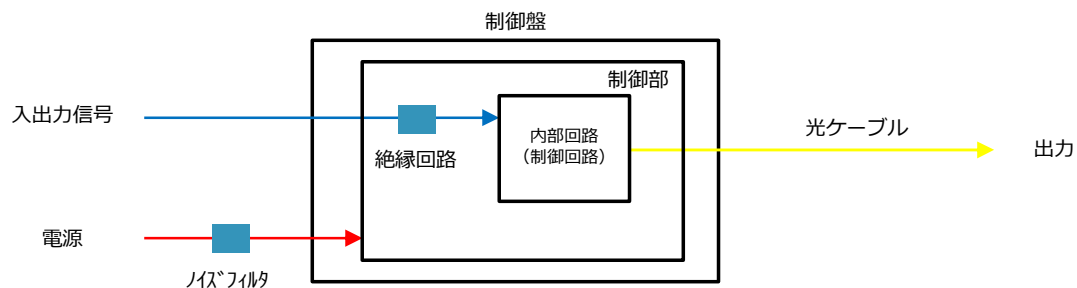 制御盤
制御部
入出力信号
絶縁回路
内部回路
（制御回路）
光ケーブル
出力
電源
ﾉｲｽﾞﾌｨﾙﾀ